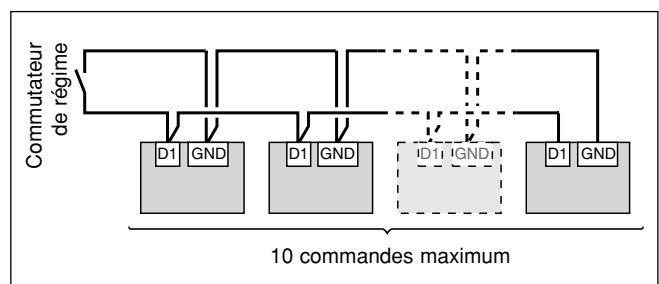 Commutateur
de régime
D1 GND
D1 GND
D1 GND
D1 GND
10 commandes maximum